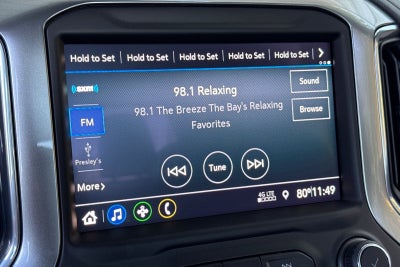 Hold to Set Hold to Set Hold to Set Hold to Set Hold to Set
sxm
98.1 Relaxing
Sound
98.1 The Breeze The Bay's Relaxing
Favorites
Browse
FM
Presley's
Tune
More
4G LTE
80° 11:49